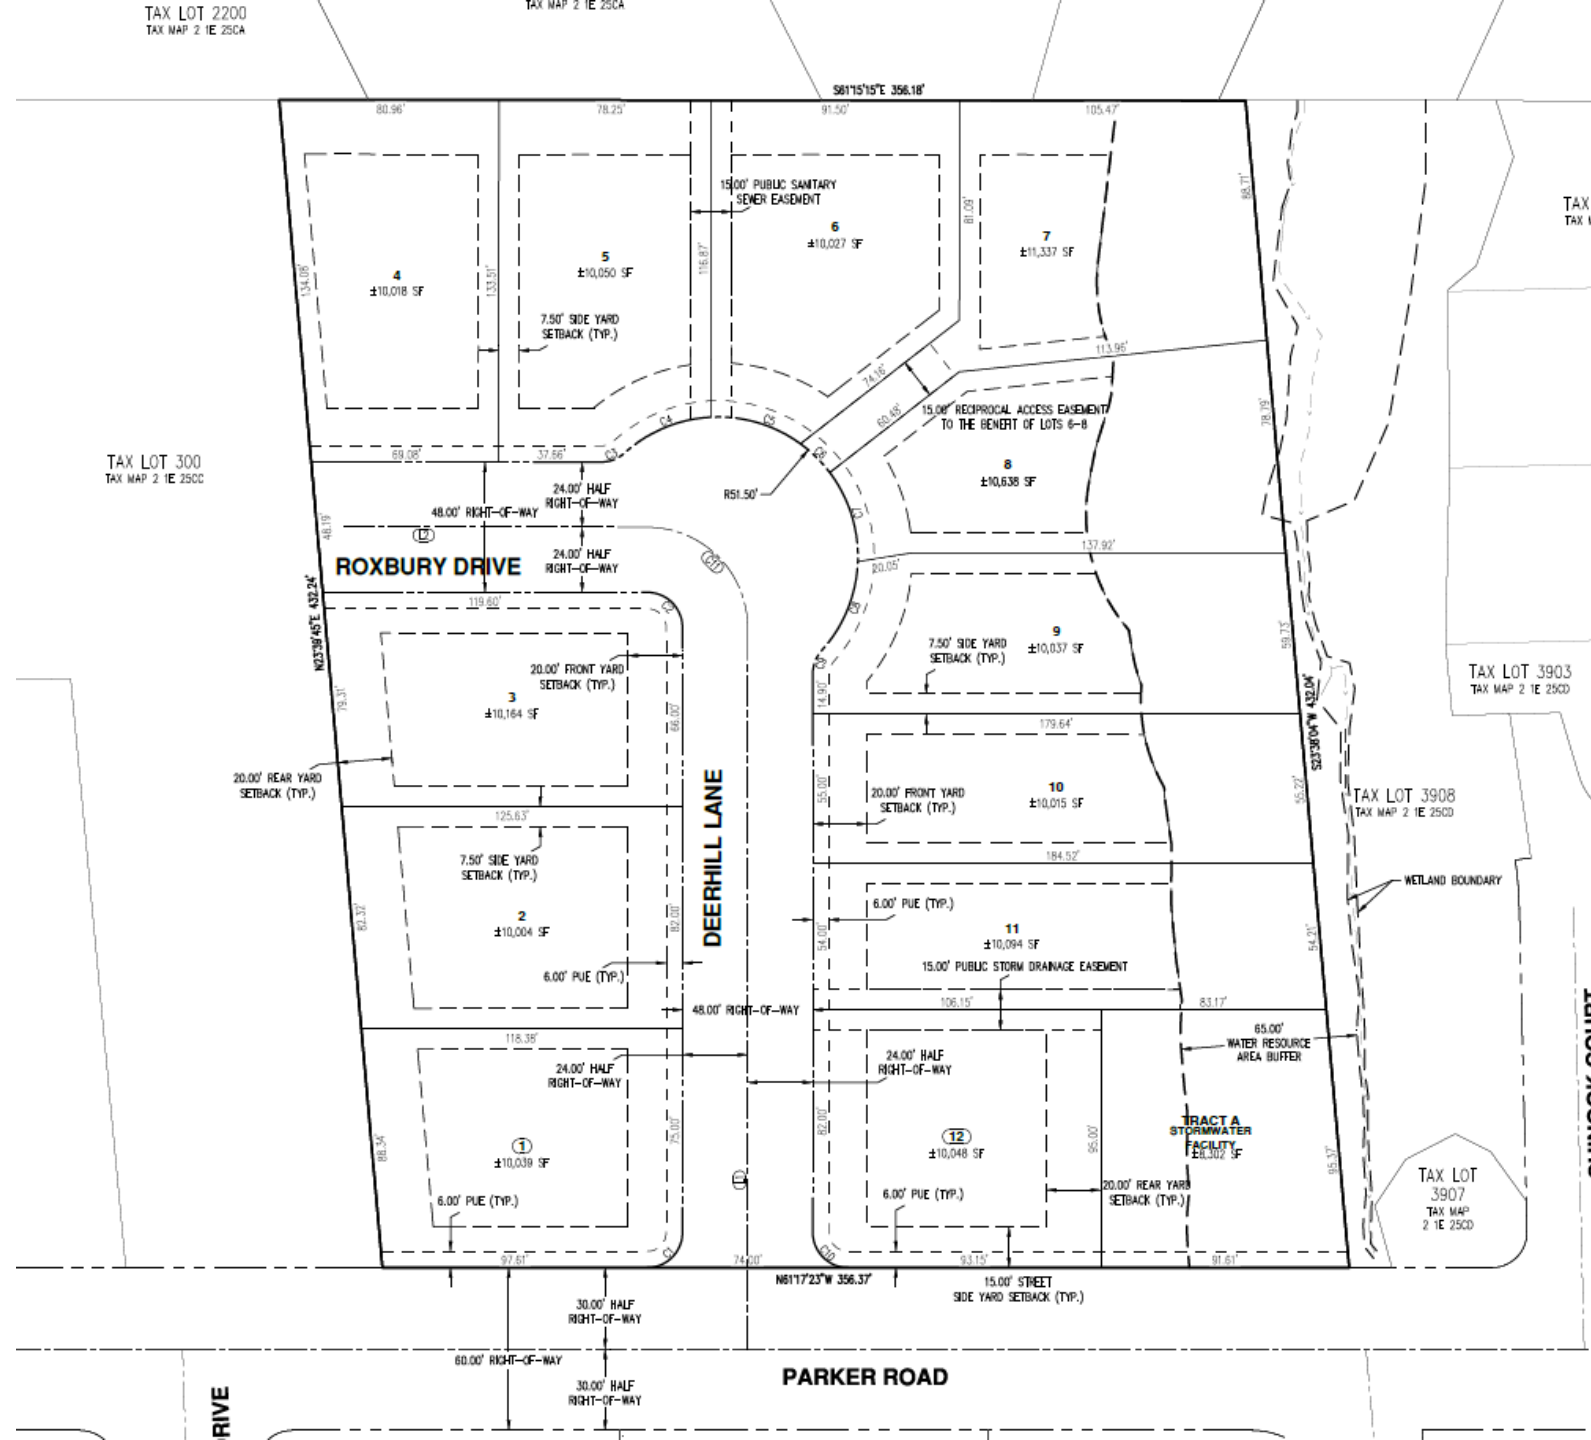 TAX LOT 2200
TAX MAP 2 1E 25CA
TAX MAP 2 1E 25CA
S61°15'15"E 356.18'
80.96'
78.25'
91.50'
105.47'
15.00' PUBLIC SANITARY
SEWER EASEMENT
88.71'
TAX
TAX
81.09'
6
±10,027 SF
7
±11,337 SF
5
±10,050 SF
4
±10,018 SF
116.87'
134.08'
133.51'
7.50' SIDE YARD
SETBACK (TYP.)
113.96'
74.16'
60.48'
15.00' RECIPROCAL ACCESS EASEMENT
TO THE BENEFIT OF LOTS 6-8
78.79'
C4
C5
C3
C6
69.08'
37.66'
TAX LOT 300
TAX MAP 2 1E 25CC
8
±10,638 SF
R51.50'
24.00' HALF
RIGHT-OF-WAY
48.00' RIGHT-OF-WAY
C7
48.19'
L2
137.92'
24.00' HALF
RIGHT-OF-WAY
ROXBURY DRIVE
C11
20.05'
119.60'
C2
C8
N23°39'45"E 432.24'
59.73'
9
±10,037 SF
7.50' SIDE YARD
SETBACK (TYP.)
C9
20.00' FRONT YARD
SETBACK (TYP.)
TAX LOT 3903
TAX MAP 2 1E 25CD
3
±10,164 SF
79.31'
66.00'
14.90'
179.64'
S23°38'04"W 432.04'
20.00' REAR YARD
SETBACK (TYP.)
10
±10,015 SF
20.00' FRONT YARD
SETBACK (TYP.)
55.00'
55.22'
TAX LOT 3908
TAX MAP 2 1E 25CD
125.63'
DEERHILL LANE
184.52'
7.50' SIDE YARD
SETBACK (TYP.)
WETLAND BOUNDARY
6.00' PUE (TYP.)
82.32'
2
±10,004 SF
82.00'
54.00'
11
±10,094 SF
54.21'
6.00' PUE (TYP.)
15.00' PUBLIC STORM DRAINAGE EASEMENT
106.15'
83.17'
48.00' RIGHT-OF-WAY
118.38'
65.00'
WATER RESOURCE
AREA BUFFER
24.00' HALF
RIGHT-OF-WAY
24.00' HALF
RIGHT-OF-WAY
88.34'
1
±10,039 SF
75.00'
82.00'
12
±10,048 SF
95.00'
TRACT A
STORMWATER
FACILITY
±8,302 SF
95.37'
L1
TAX LOT
3907
TAX MAP
2 1E 25CD
6.00' PUE (TYP.)
6.00' PUE (TYP.)
20.00' REAR YARD
SETBACK (TYP.)
C1
C10
97.61'
74.00'
93.15'
91.61'
N61°17'23"W 356.37'
15.00' STREET
SIDE YARD SETBACK (TYP.)
30.00' HALF
RIGHT-OF-WAY
60.00' RIGHT-OF-WAY
30.00' HALF
RIGHT-OF-WAY
PARKER ROAD
DRIVE
COURT